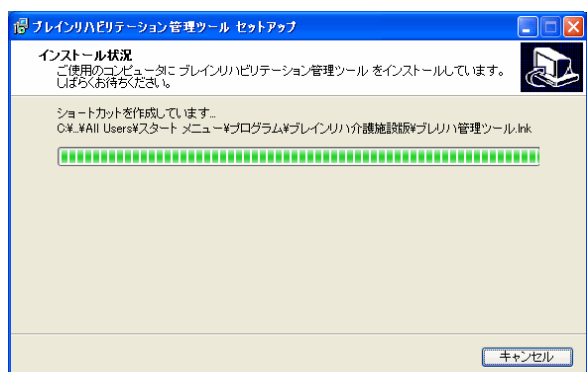 ブレインリハビリテーション管理ツール セットアップ
インストール状況
ご使用のコンピュータに ブレインリハビリテーション管理ツール をインストールしています。
しばらくお待ちください。
ショートカットを作成しています...
C:¥..¥All Users¥スタート メニュー¥プログラム¥ブレインリハ介護施設版¥ブレリハ管理ツール.lnk
キャンセル